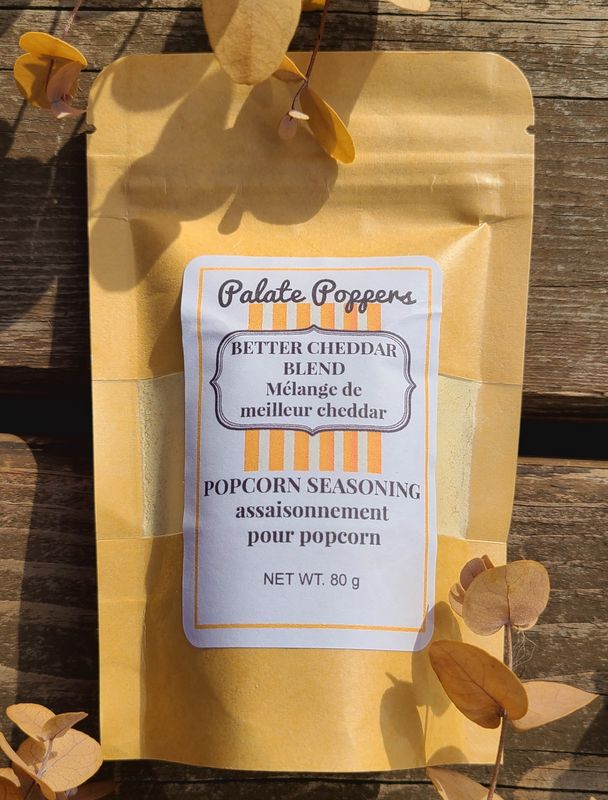 Palate Poppers
BETTER CHEDDAR
BLEND
Mélange de
meilleur cheddar
POPCORN SEASONING
assaisonnement
pour popcorn
NET WT. 80 g